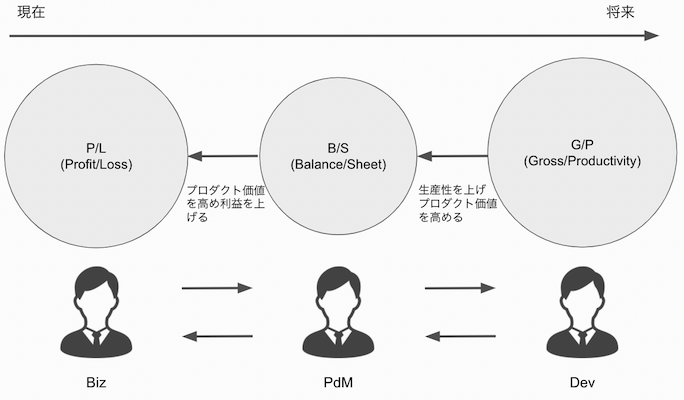 現在
将来
P/L
(Profit/Loss)
B/S
(Balance/Sheet)
G/P
(Gross/Productivity)
プロダクト価値
を高め利益を上
げる
生産性を上げ
プロダクト価値
を高める
Biz
PdM
Dev